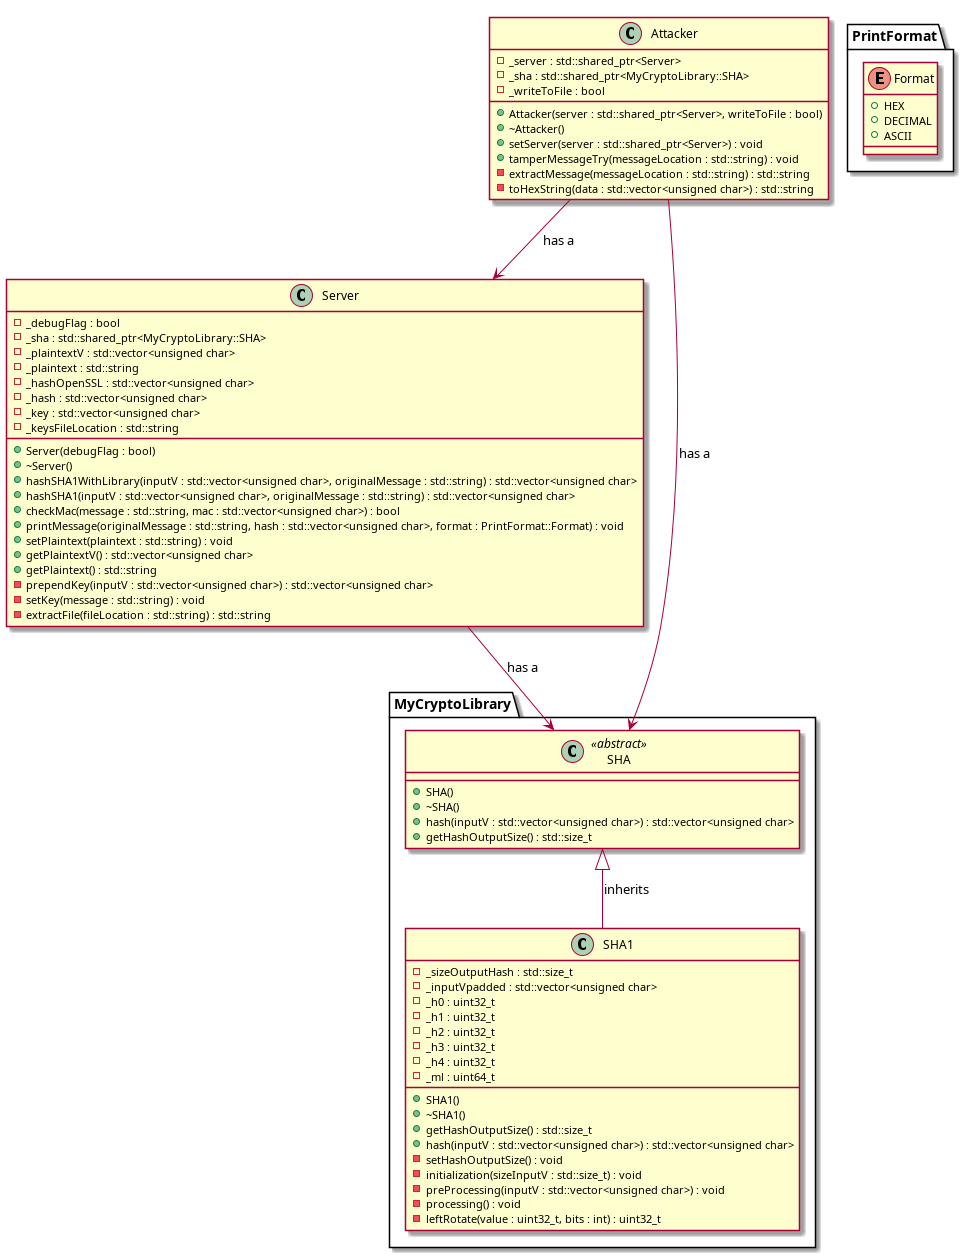 C Attacker
_server : std::shared_ptr<Server>
_sha : std::shared_ptr<MyCryptoLibrary::SHA>
_writeToFile : bool
Attacker(server : std::shared_ptr<Server>, writeToFile : bool)
~Attacker()
setServer(server : std::shared_ptr<Server>) : void
tamperMessageTry(messageLocation : std::string) : void
extractMessage(messageLocation : std::string) : std::string
toHexString(data : std::vector<unsigned char>) : std::string
PrintFormat
E Format
HEX
DECIMAL
ASCII
has a
C Server
_debugFlag : bool
_sha : std::shared_ptr<MyCryptoLibrary::SHA>
_plaintextV : std::vector<unsigned char>
_plaintext : std::string
_hashOpenSSL : std::vector<unsigned char>
_hash : std::vector<unsigned char>
_key : std::vector<unsigned char>
_keysFileLocation : std::string
Server(debugFlag : bool)
~Server()
hashSHA1WithLibrary(inputV : std::vector<unsigned char>, originalMessage : std::string) : std::vector<unsigned char>
hashSHA1(inputV : std::vector<unsigned char>, originalMessage : std::string) : std::vector<unsigned char>
checkMac(message : std::string, mac : std::vector<unsigned char>) : bool
printMessage(originalMessage : std::string, hash : std::vector<unsigned char>, format : PrintFormat::Format) : void
setPlaintext(plaintext : std::string) : void
getPlaintextV() : std::vector<unsigned char>
getPlaintext() : std::string
prependKey(inputV : std::vector<unsigned char>) : std::vector<unsigned char>
setKey(message : std::string) : void
extractFile(fileLocation : std::string) : std::string
has a
has a
MyCryptoLibrary
C «abstract»
SHA
SHA()
~SHA()
hash(inputV : std::vector<unsigned char>) : std::vector<unsigned char>
getHashOutputSize() : std::size_t
inherits
C SHA1
_sizeOutputHash : std::size_t
_inputVpadded : std::vector<unsigned char>
_h0 : uint32_t
_h1 : uint32_t
_h2 : uint32_t
_h3 : uint32_t
_h4 : uint32_t
_ml : uint64_t
SHA1()
~SHA1()
getHashOutputSize() : std::size_t
hash(inputV : std::vector<unsigned char>) : std::vector<unsigned char>
setHashOutputSize() : void
initialization(sizeInputV : std::size_t) : void
preProcessing(inputV : std::vector<unsigned char>) : void
processing() : void
leftRotate(value : uint32_t, bits : int) : uint32_t